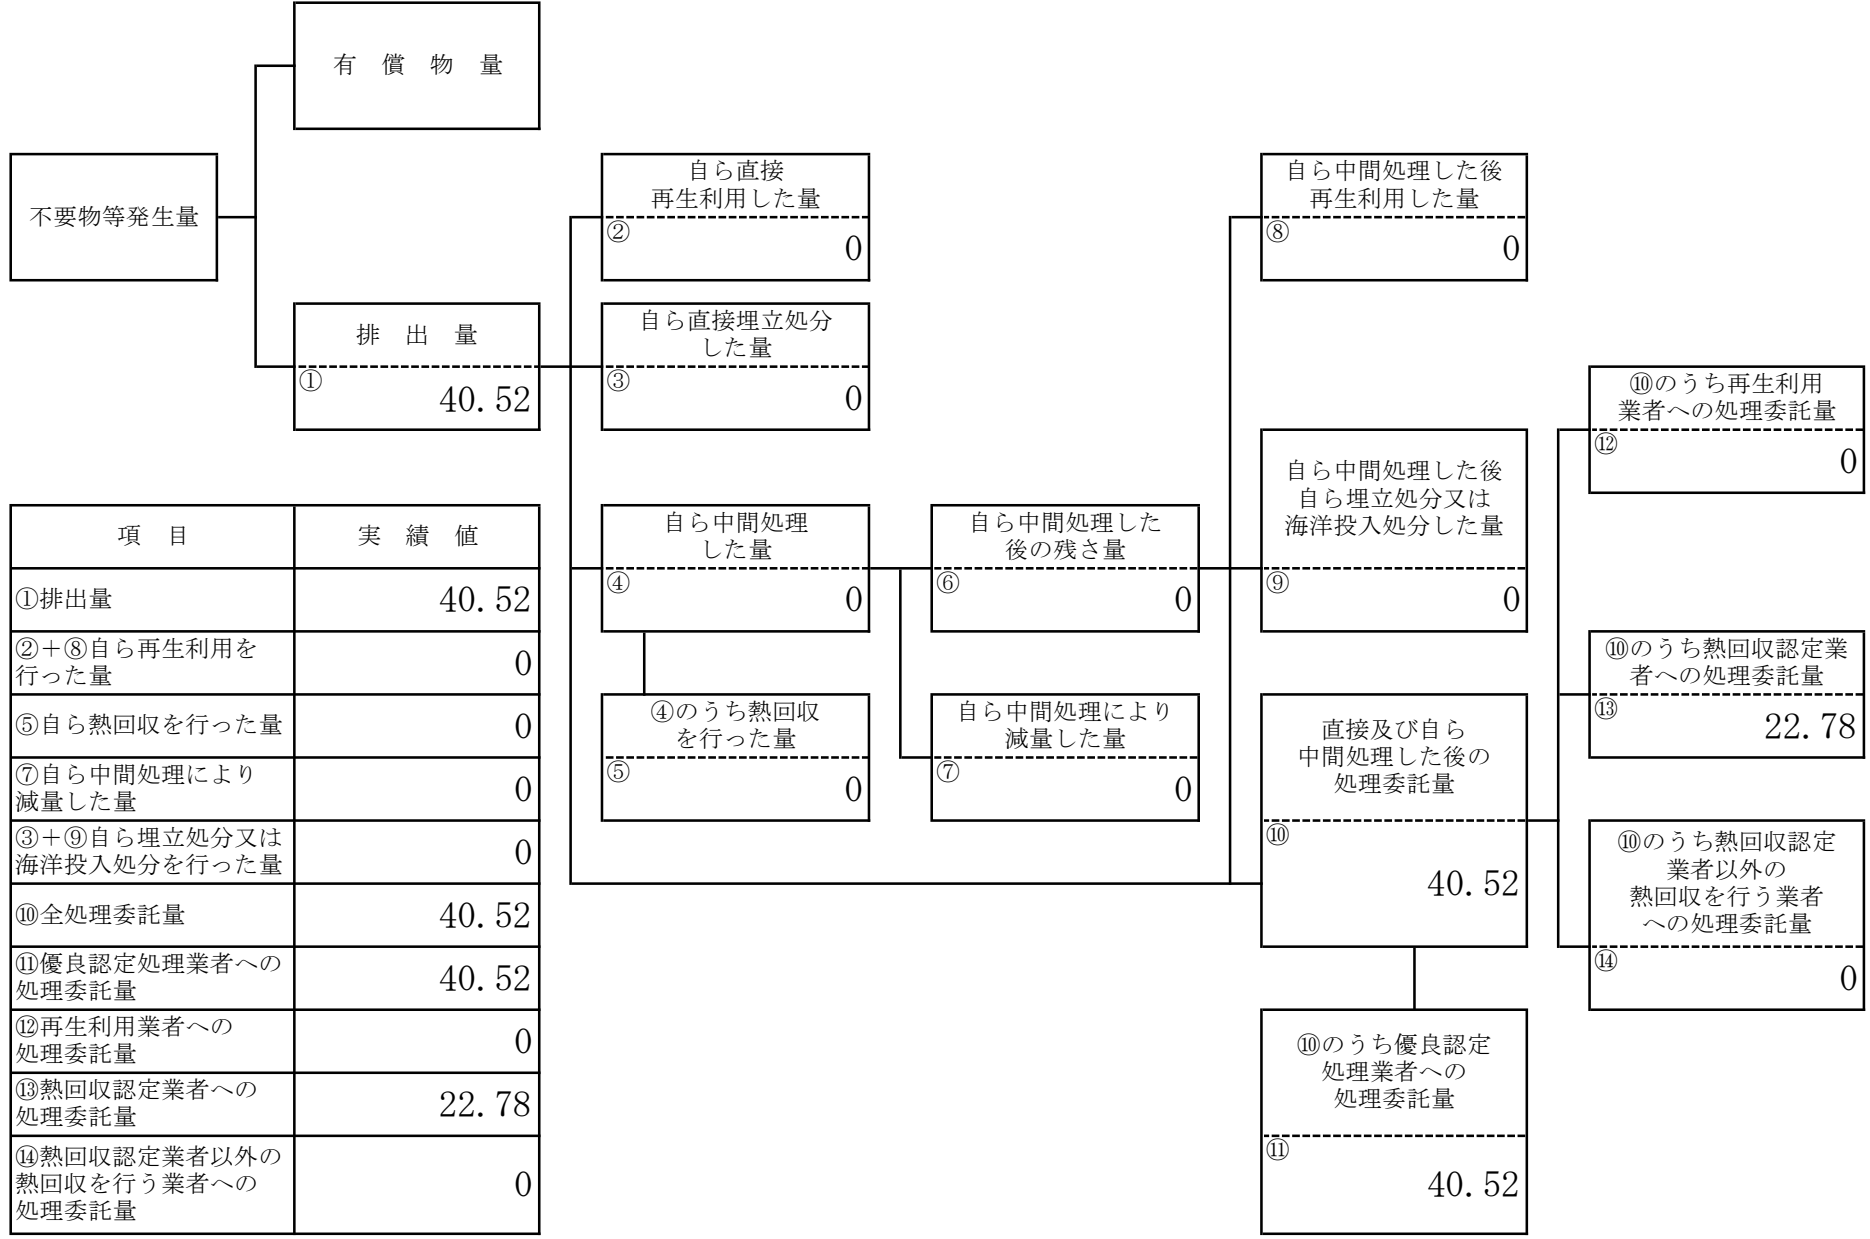 有　償　物　量
不要物等発生量
自ら直接
再生利用した量
②
0
自ら中間処理した後
再生利用した量
⑧
0
排　出　量
①
40.52
自ら直接埋立処分
した量
③
0
⑩のうち再生利用
業者への処理委託量
⑫
0
自ら中間処理した後
自ら埋立処分又は
海洋投入処分した量
⑨
0
自ら中間処理
した量
④
0
自ら中間処理した
後の残さ量
⑥
0
⑩のうち熱回収認定業
者への処理委託量
⑬
22.78
④のうち熱回収
を行った量
⑤
0
自ら中間処理により
減量した量
⑦
0
直接及び自ら
中間処理した後の
処理委託量
⑩
40.52
⑩のうち熱回収認定
業者以外の
熱回収を行う業者
への処理委託量
⑭
0
⑩のうち優良認定
処理業者への
処理委託量
⑪
40.52
項　目　実　績　値
①排出量　40.52
②＋⑧自ら再生利用を
行った量
0
⑤自ら熱回収を行った量　0
⑦自ら中間処理により
減量した量
0
③＋⑨自ら埋立処分又は
海洋投入処分を行った量
0
⑩全処理委託量　40.52
⑪優良認定処理業者への
処理委託量
40.52
⑫再生利用業者への
処理委託量
0
⑬熱回収認定業者への
処理委託量
22.78
⑭熱回収認定業者以外の
熱回収を行う業者への
処理委託量
0